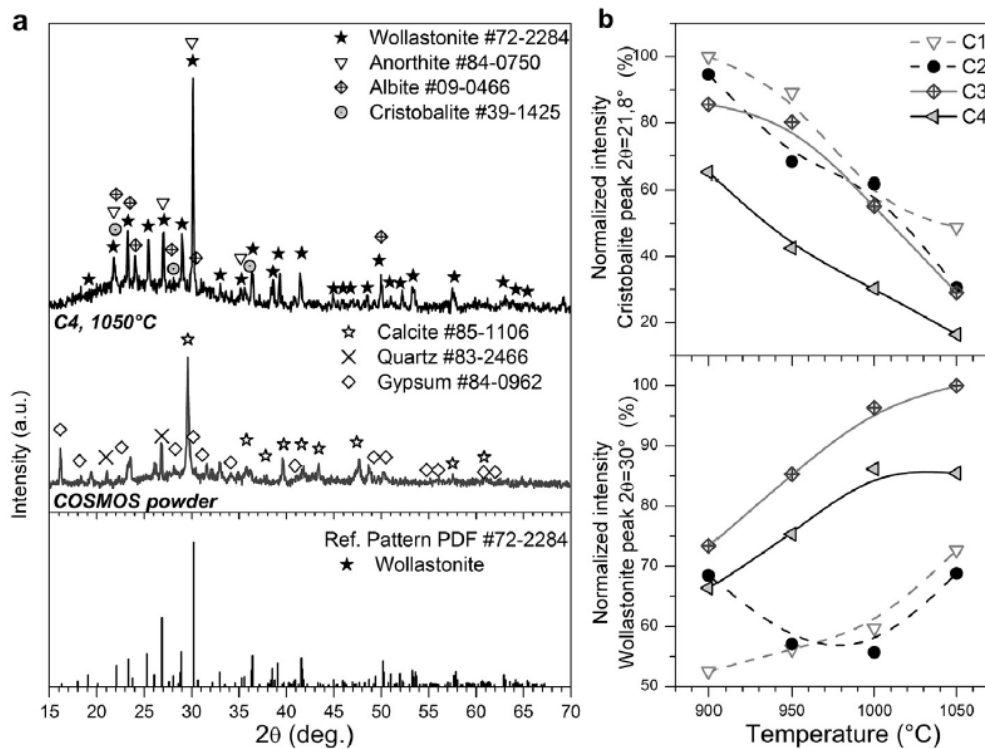 a
Wollastonite #72-2284
Anorthite #84-0750
Albite #09-0466
Cristobalite #39-1425
C4, 1050°C
Calcite #85-1106
Quartz #83-2466
Gypsum #84-0962
COSMOS powder
Ref. Pattern PDF #72-2284
Wollastonite
Intensity (a.u.)
15 20 25 30 35 40 45 50 55 60 65 70
2θ (deg.)
b
C1
C2
C3
C4
Normalized intensity
Cristobalite peak 2θ=21,8° (%)
100
80
60
40
20
Normalized intensity
Wollastonite peak 2θ=30° (%)
100
90
80
70
60
50
900 950 1000 1050
Temperature (°C)